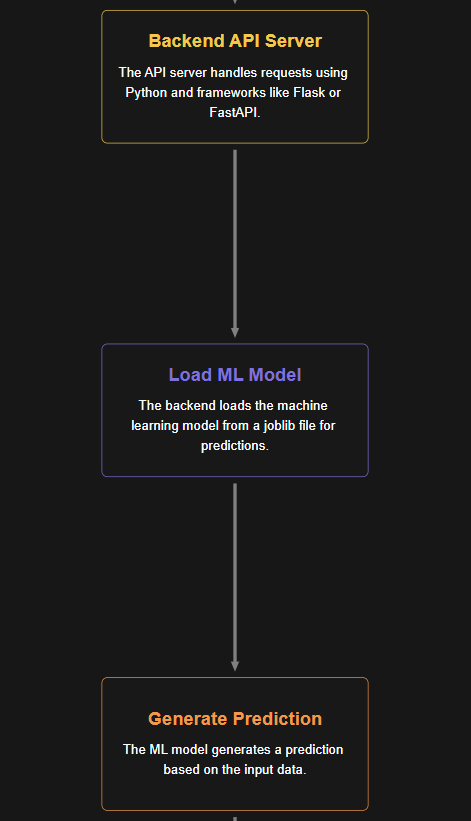 Backend API Server
The API server handles requests using
Python and frameworks like Flask or
FastAPI.
Load ML Model
The backend loads the machine
learning model from a joblib file for
predictions.
Generate Prediction
The ML model generates a prediction
based on the input data.